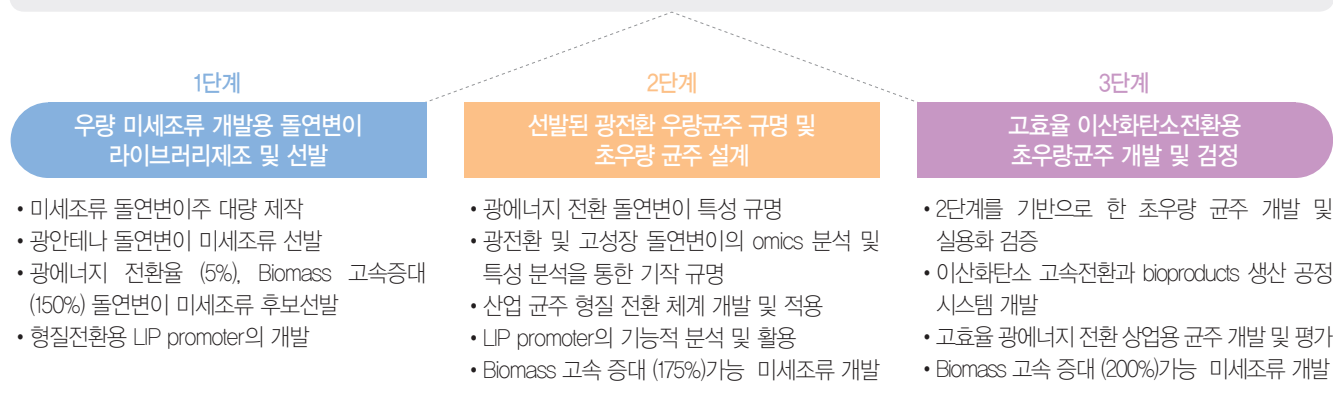 1단계
우량 미세조류 개발용 돌연변이
라이브러리제조 및 선발
• 미세조류 돌연변이주 대량 제작
• 광안테나 돌연변이 미세조류 선발
• 광에너지 전환율 (5%), Biomass 고속증대
(150%) 돌연변이 미세조류 후보선발
• 형질전환용 LIP promoter의 개발
2단계
선발된 광전환 우량균주 규명 및
초우량 균주 설계
• 광에너지 전환 돌연변이 특성 규명
• 광전환 및 고성장 돌연변이의 omics 분석 및
특성 분석을 통한 기작 규명
• 산업 균주 형질 전환 체계 개발 및 적용
• LIP promoter의 기능적 분석 및 활용
• Biomass 고속 증대 (175%)가능 미세조류 개발
3단계
고효율 이산화탄소전환용
초우량균주 개발 및 검정
• 2단계를 기반으로 한 초우량 균주 개발 및
실용화 검증
• 이산화탄소 고속전환과 bioproducts 생산 공정
시스템 개발
• 고효율 광에너지 전환 상업용 균주 개발 및 평가
• Biomass 고속 증대 (200%)가능 미세조류 개발